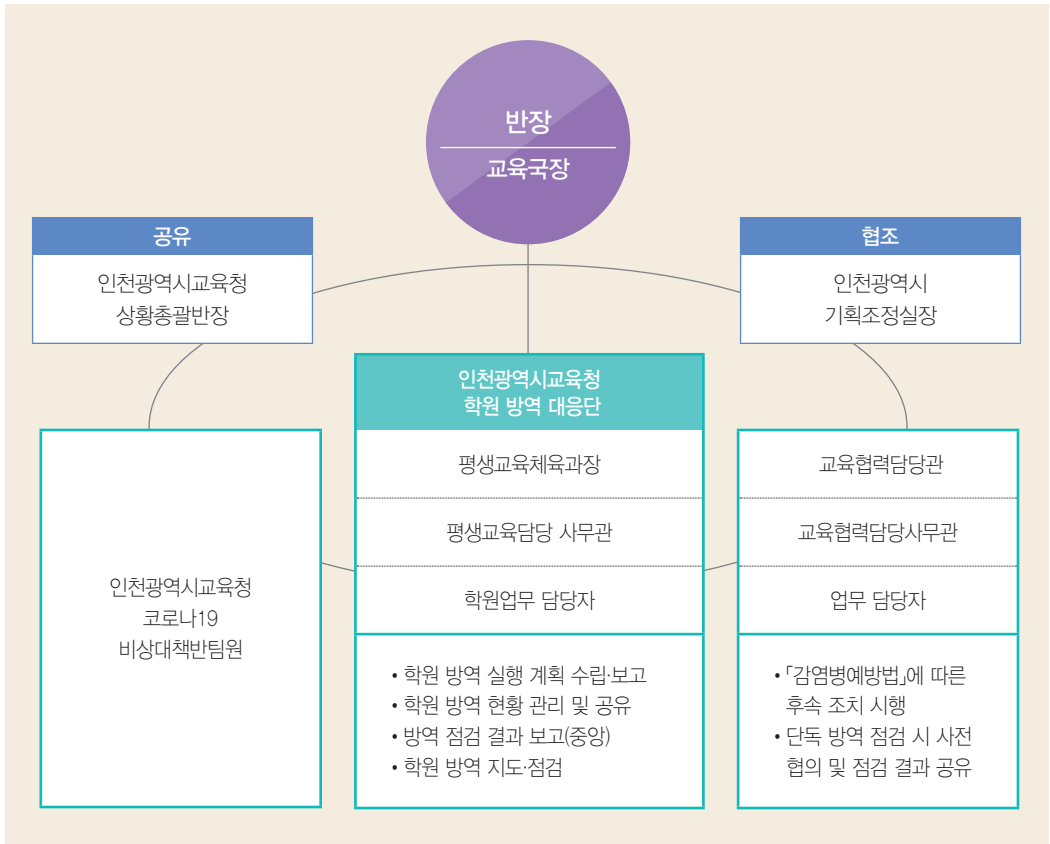 반장
교육국장
공유
인천광역시교육청
상황총괄반장
협조
인천광역시
기획조정실장
인천광역시교육청
코로나19
비상대책반팀원
인천광역시교육청
학원 방역 대응단
평생교육체육과장
평생교육담당 사무관
학원업무 담당자
• 학원 방역 실행 계획 수립·보고
• 학원 방역 현황 관리 및 공유
• 방역 점검 결과 보고(중앙)
• 학원 방역 지도·점검
교육협력담당관
교육협력담당사무관
업무 담당자
• 「감염병예방법」에 따른
후속 조치 시행
• 단독 방역 점검 시 사전
협의 및 점검 결과 공유